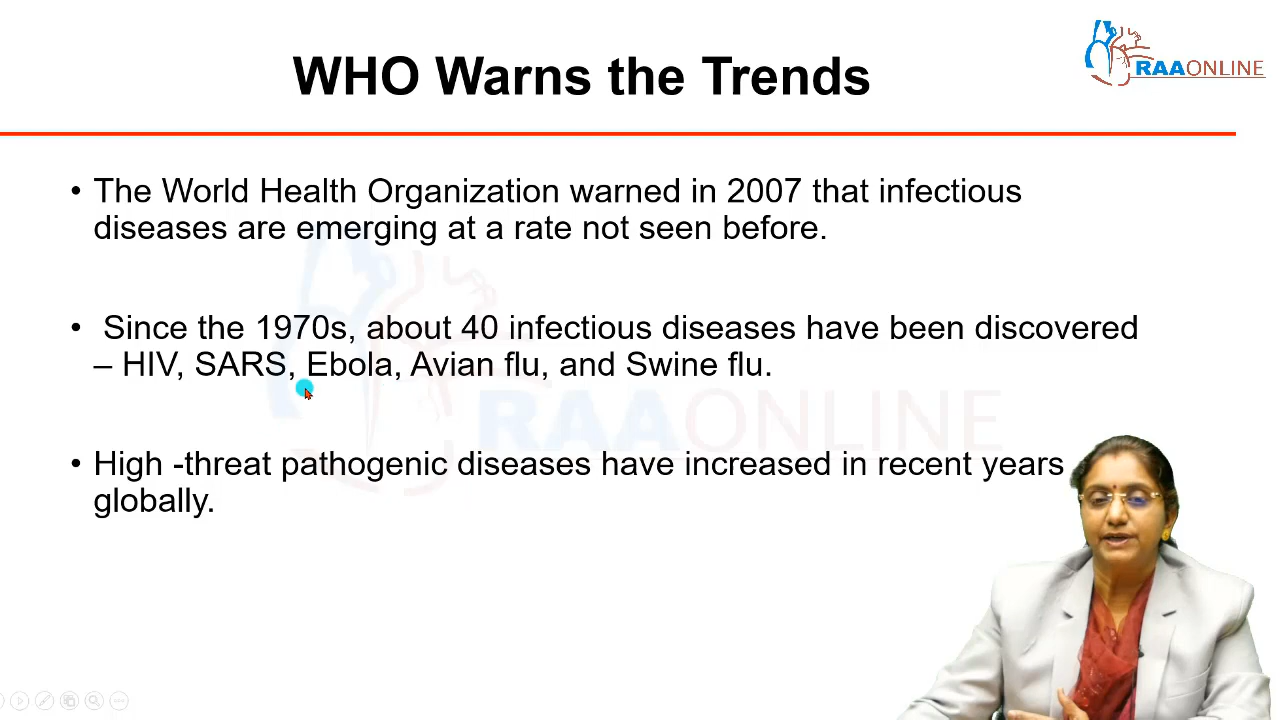 WHO Warns the Trends
RAAONLINE
• The World Health Organization warned in 2007 that infectious
diseases are emerging at a rate not seen before.
• Since the 1970s, about 40 infectious diseases have been discovered
– HIV, SARS, Ebola, Avian flu, and Swine flu.
RAAONLINE
• High -threat pathogenic diseases have increased in recent years
globally.